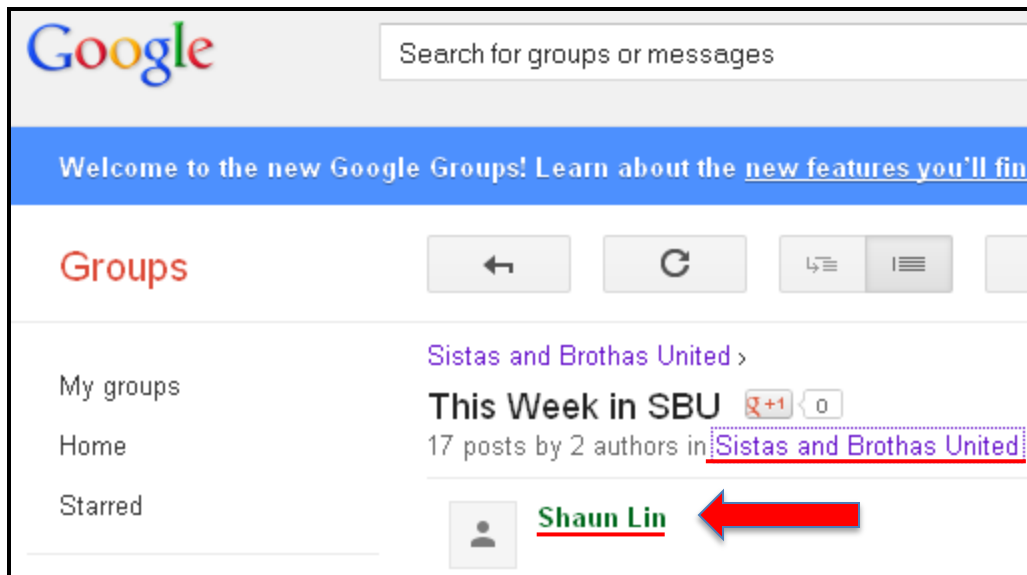 Google
Search for groups or messages
Welcome to the new Google Groups! Learn about the new features you'll fin
Groups
Sistas and Brothas United ›
This Week in SBU g+1 0
17 posts by 2 authors in Sistas and Brothas United
My groups
Home
Starred
Shaun Lin